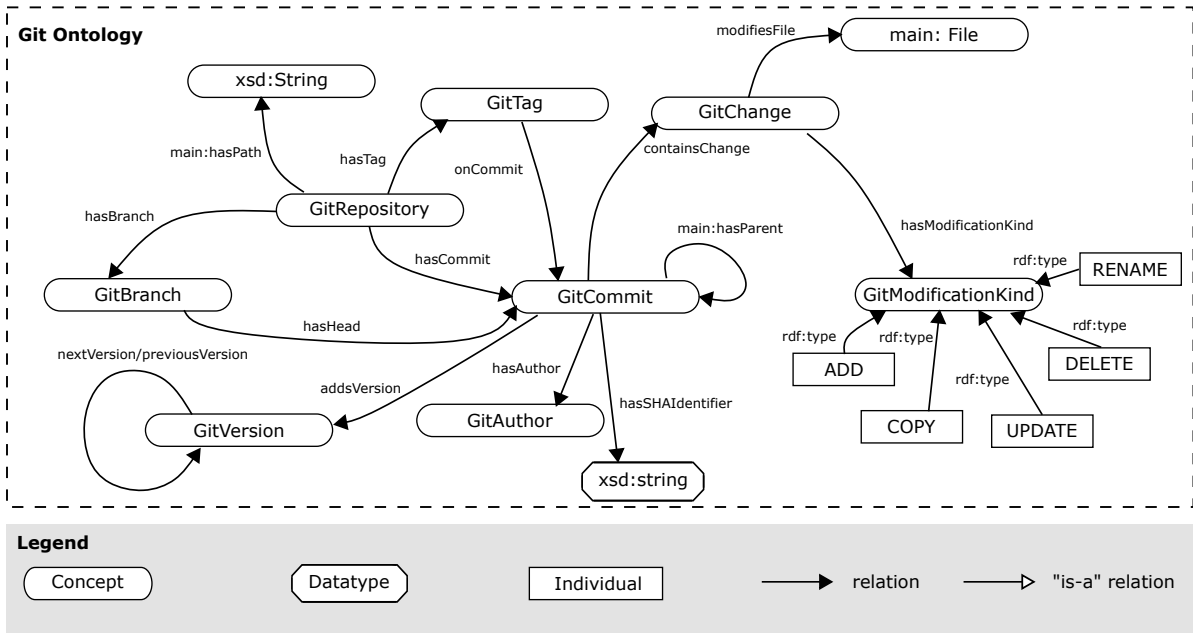 Git Ontology
modifiesFile
main: File
xsd:String
GitTag
GitChange
main:hasPath
hasTag
onCommit
containsChange
GitRepository
hasBranch
hasCommit
main:hasParent
hasModificationKind
rdf:type
RENAME
GitBranch
GitCommit
GitModificationKind
hasHead
rdf:type
rdf:type
rdf:type
nextVersion/previousVersion
addsVersion
hasAuthor
ADD
rdf:type
DELETE
hasSHAIdentifier
GitVersion
GitAuthor
COPY
UPDATE
xsd:string
Legend
Concept
Datatype
Individual
relation
"is-a" relation